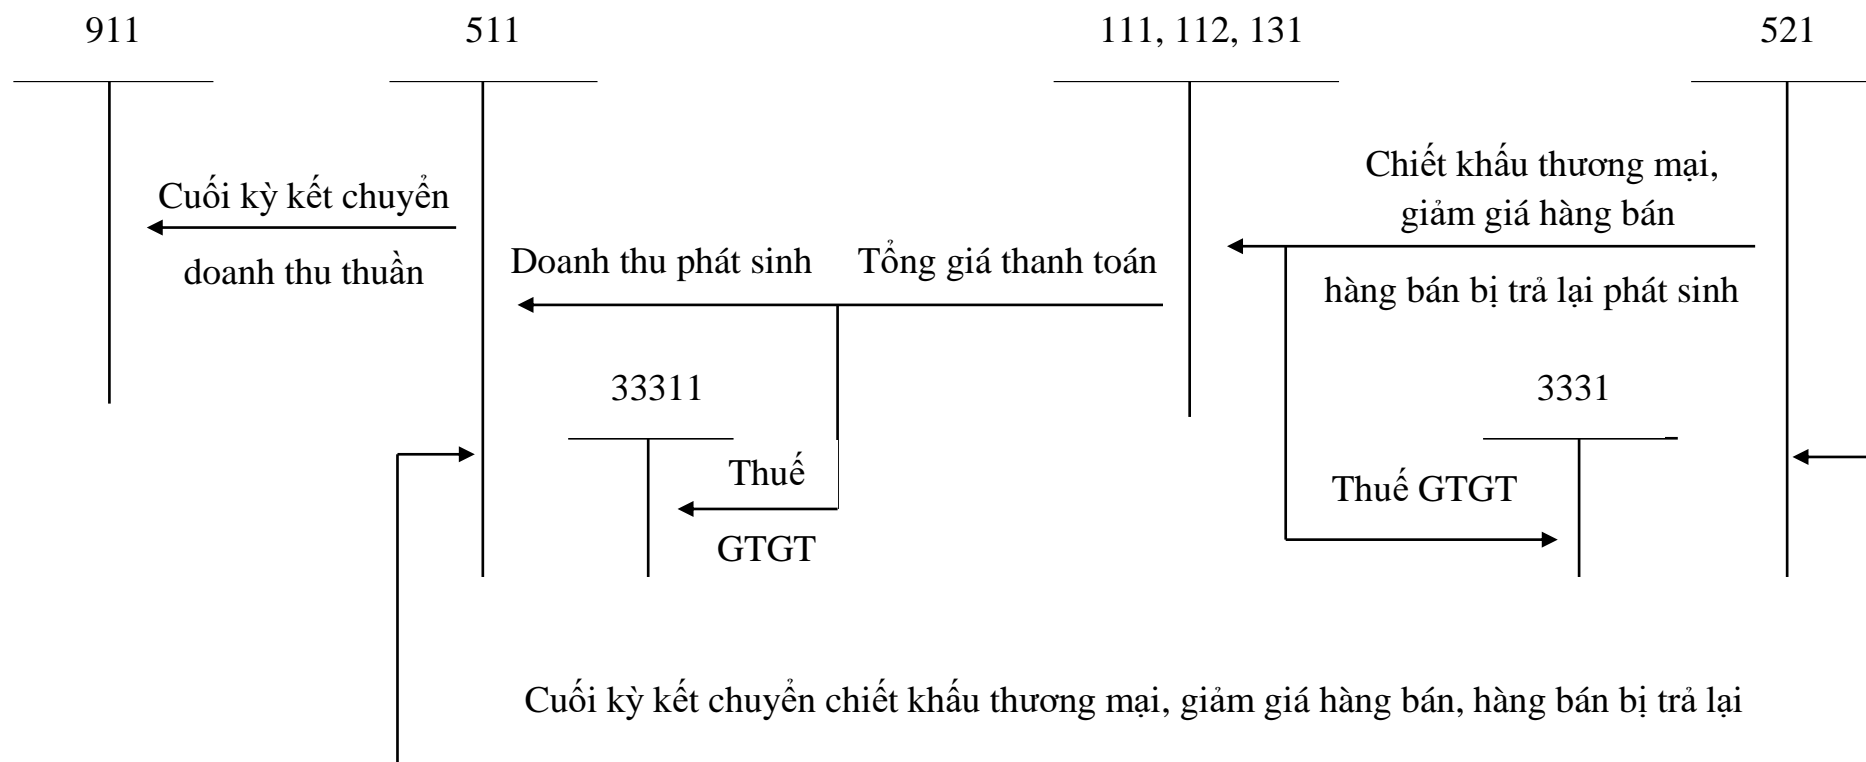 911
511
111, 112, 131
521
Cuối kỳ kết chuyển
doanh thu thuần
Doanh thu phát sinh
Tổng giá thanh toán
Chiết khấu thương mại,
giảm giá hàng bán
hàng bán bị trả lại phát sinh
33311
Thuế
GTGT
3331
Thuế GTGT
Cuối kỳ kết chuyển chiết khấu thương mại, giảm giá hàng bán, hàng bán bị trả lại